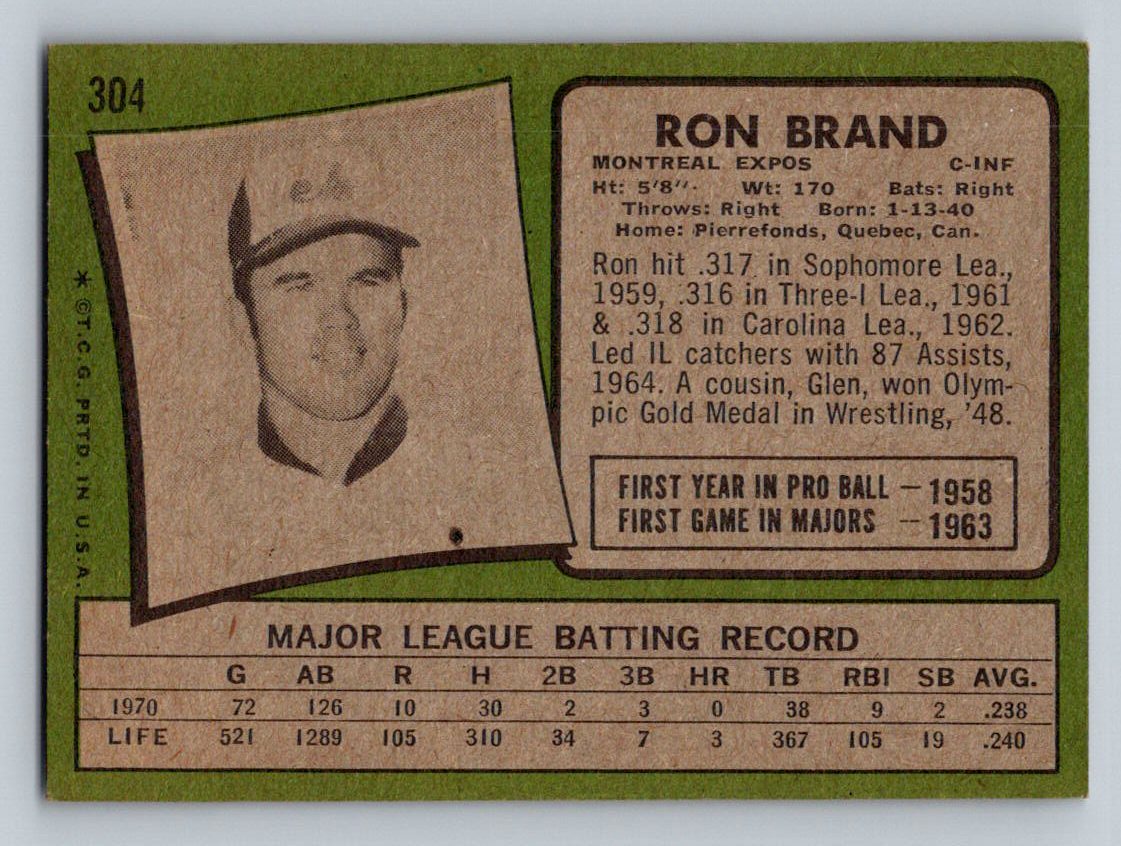 304
RON BRAND
MONTREAL EXPOS C-INF
Ht: 5'8" Wt: 170 Bats: Right
Throws: Right Born: 1-13-40
Home: Pierrefonds, Quebec, Can.
Ron hit .317 in Sophomore Lea.,
1959, .316 in Three-I Lea., 1961
& .318 in Carolina Lea., 1962.
Led IL catchers with 87 Assists,
1964. A cousin, Glen, won Olym-
pic Gold Medal in Wrestling, '48.
FIRST YEAR IN PRO BALL — 1958
FIRST GAME IN MAJORS — 1963
* © T.C.G. PRTD. IN U.S.A.
MAJOR LEAGUE BATTING RECORD
G AB R H 2B 3B HR TB RBI SB AVG.
1970 72 126 10 30 2 3 0 38 9 2 .238
LIFE 521 1289 105 310 34 7 3 367 105 19 .240